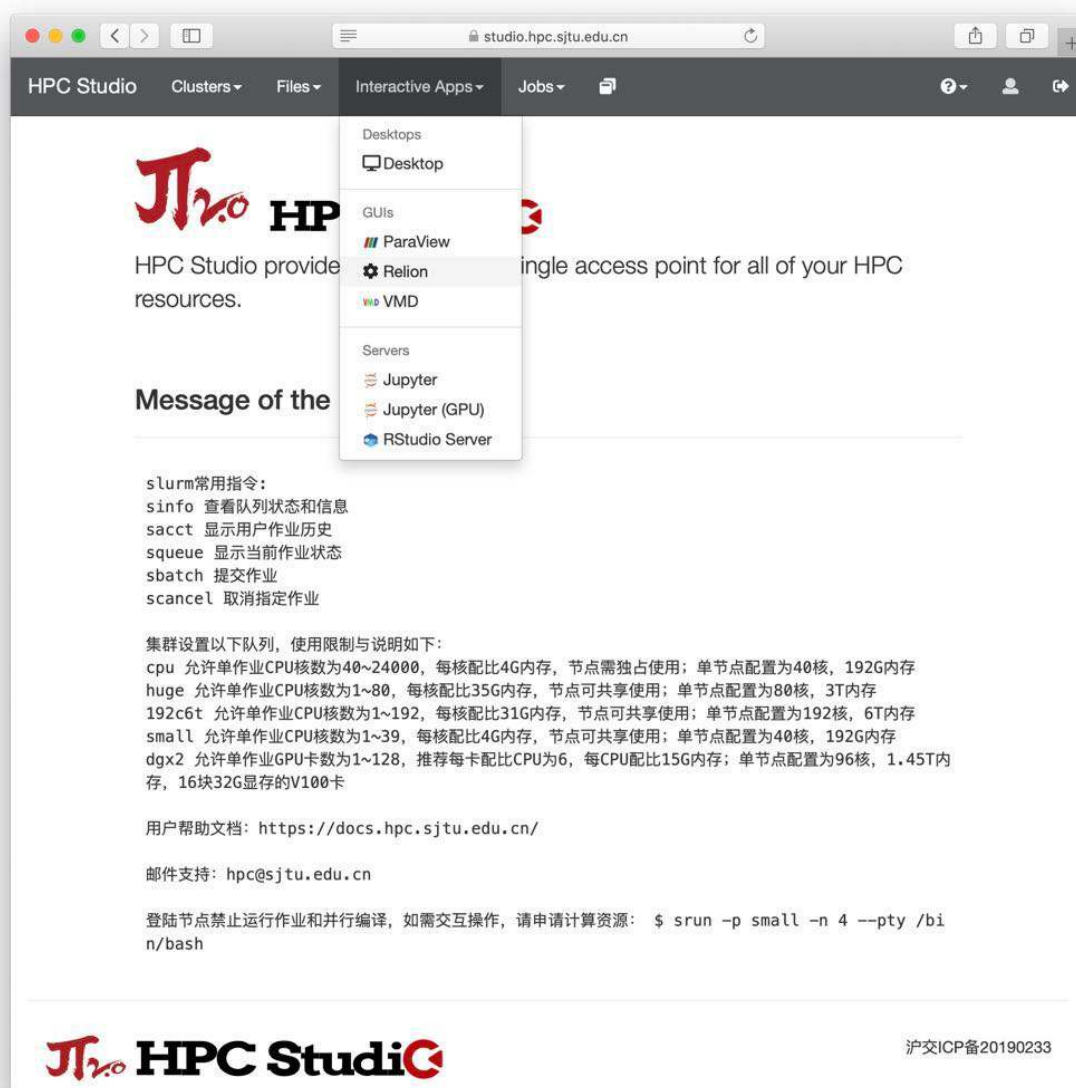 studio.hpc.sjtu.edu.cn
HPC Studio Clusters Files Interactive Apps Jobs
Desktops
Desktop
GUIs
ParaView
Relion
VMD
Servers
Jupyter
Jupyter (GPU)
RStudio Server
π2.0 HP
HPC Studio provide ingle access point for all of your HPC
resources.
Message of the
slurm常用指令:
sinfo 查看队列状态和信息
sacct 显示用户作业历史
squeue 显示当前作业状态
sbatch 提交作业
scancel 取消指定作业
集群设置以下队列，使用限制与说明如下：
cpu 允许单作业CPU核数为40~24000，每核配比4G内存，节点需独占使用；单节点配置为40核，192G内存
huge 允许单作业CPU核数为1~80，每核配比35G内存，节点可共享使用；单节点配置为80核，3T内存
192c6t 允许单作业CPU核数为1~192，每核配比31G内存，节点可共享使用；单节点配置为192核，6T内存
small 允许单作业CPU核数为1~39，每核配比4G内存，节点可共享使用；单节点配置为40核，192G内存
dgx2 允许单作业GPU卡数为1~128，推荐每卡配比CPU为6，每CPU配比15G内存；单节点配置为96核，1.45T内
存，16块32G显存的V100卡
用户帮助文档：https://docs.hpc.sjtu.edu.cn/
邮件支持：hpc@sjtu.edu.cn
登陆节点禁止运行作业和并行编译，如需交互操作，请申请计算资源： $ srun -p small -n 4 --pty /bi
n/bash
π2.0 HPC Studio
沪交ICP备20190233